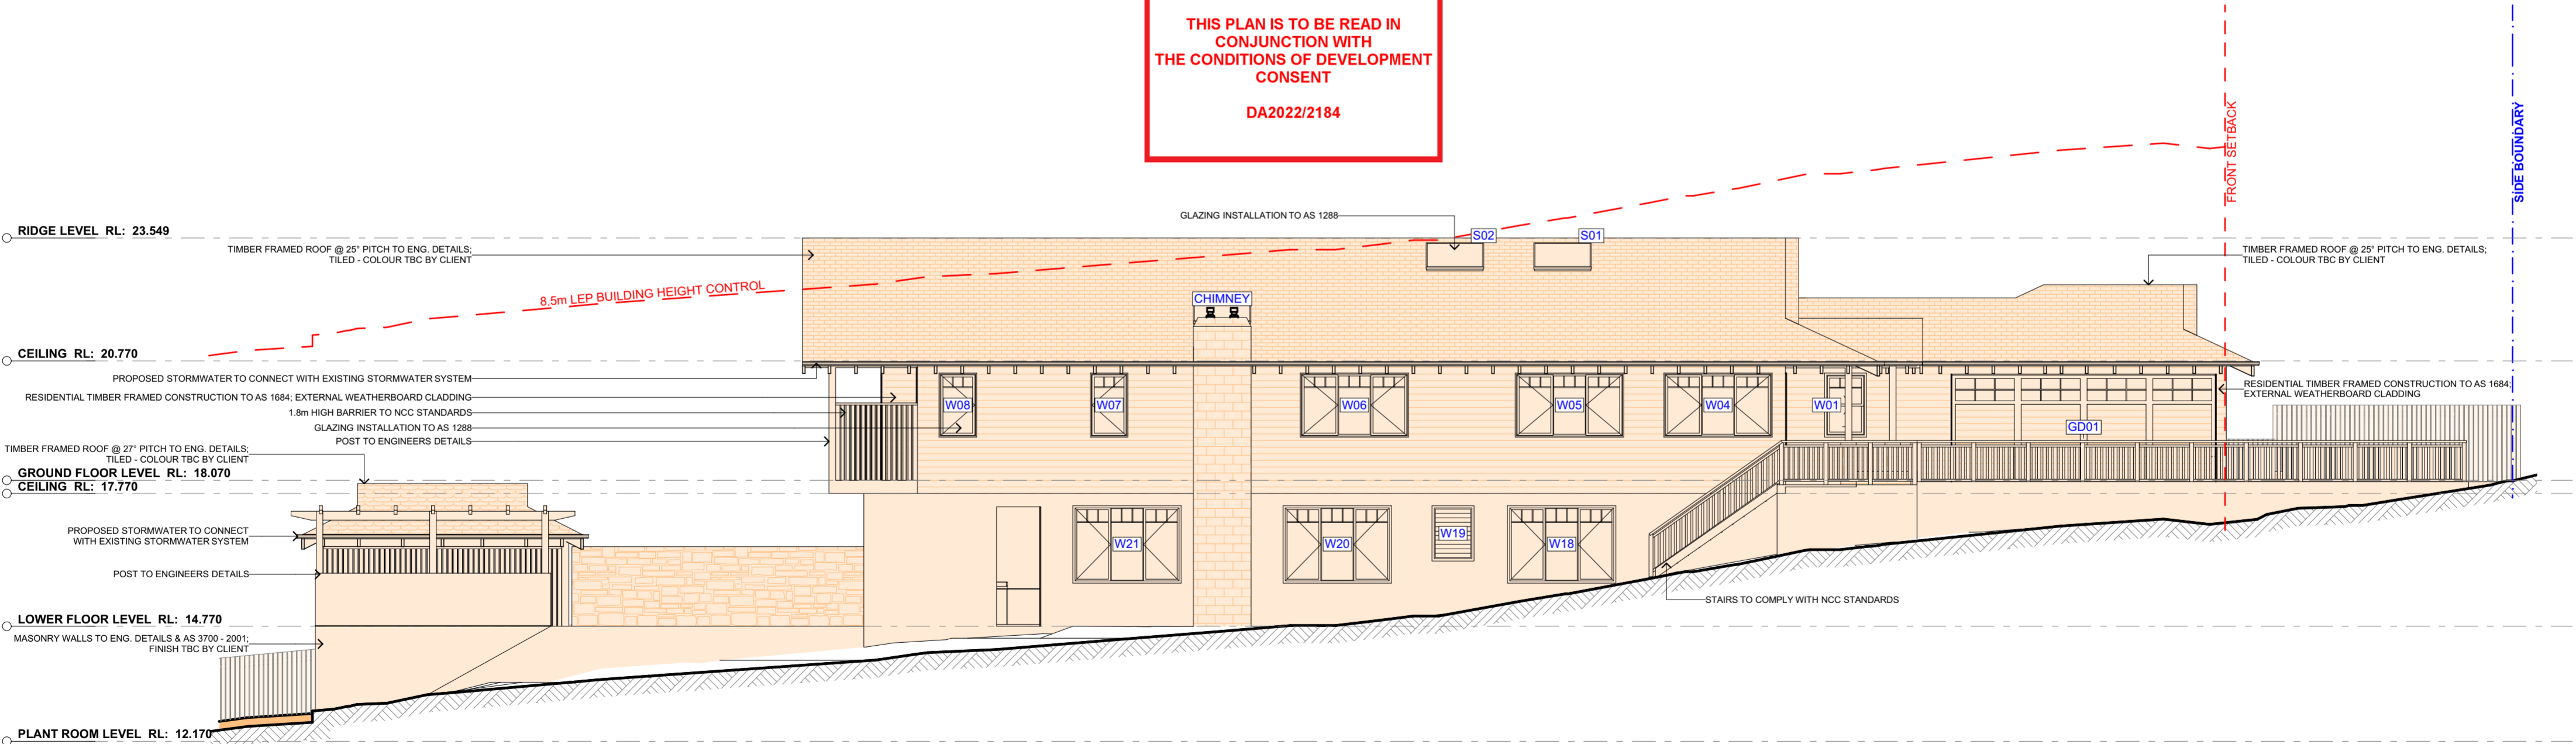 THIS PLAN IS TO BE READ IN
CONJUNCTION WITH
THE CONDITIONS OF DEVELOPMENT
CONSENT
DA2022/2184
FRONT SETBACK
SIDE BOUNDARY
GLAZING INSTALLATION TO AS 1288
RIDGE LEVEL RL: 23.549
S02
S01
TIMBER FRAMED ROOF @ 25° PITCH TO ENG. DETAILS;
TILED - COLOUR TBC BY CLIENT
TIMBER FRAMED ROOF @ 25° PITCH TO ENG. DETAILS;
TILED - COLOUR TBC BY CLIENT
8.5m LEP BUILDING HEIGHT CONTROL
CHIMNEY
CEILING RL: 20.770
PROPOSED STORMWATER TO CONNECT WITH EXISTING STORMWATER SYSTEM
RESIDENTIAL TIMBER FRAMED CONSTRUCTION TO AS 1684; EXTERNAL WEATHERBOARD CLADDING
1.8m HIGH BARRIER TO NCC STANDARDS
GLAZING INSTALLATION TO AS 1288
POST TO ENGINEERS DETAILS
W08
W07
W06
W05
W04
W01
GD01
RESIDENTIAL TIMBER FRAMED CONSTRUCTION TO AS 1684;
EXTERNAL WEATHERBOARD CLADDING
TIMBER FRAMED ROOF @ 27° PITCH TO ENG. DETAILS;
TILED - COLOUR TBC BY CLIENT
GROUND FLOOR LEVEL RL: 18.070
CEILING RL: 17.770
PROPOSED STORMWATER TO CONNECT
WITH EXISTING STORMWATER SYSTEM
W21
W20
W19
W18
POST TO ENGINEERS DETAILS
STAIRS TO COMPLY WITH NCC STANDARDS
LOWER FLOOR LEVEL RL: 14.770
MASONRY WALLS TO ENG. DETAILS & AS 3700 - 2001;
FINISH TBC BY CLIENT
PLANT ROOM LEVEL RL: 12.170